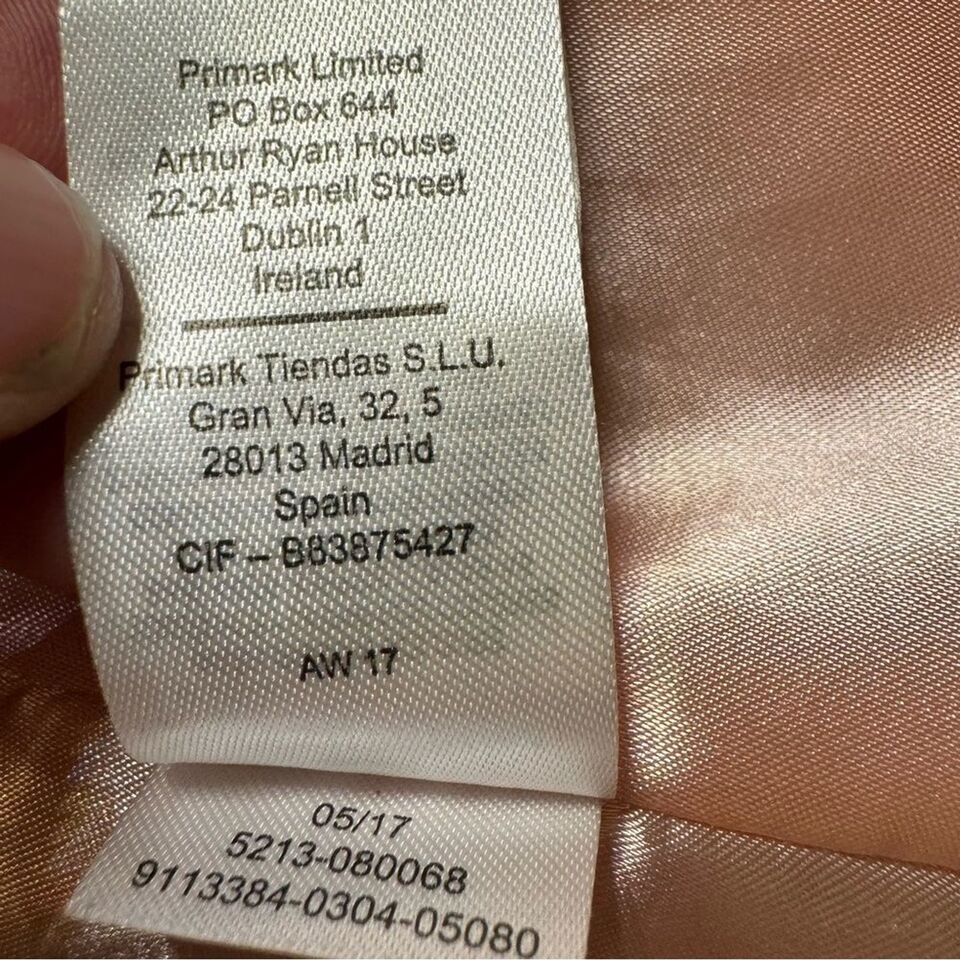 Primark Limited
PO Box 644
Arthur Ryan House
22-24 Parnell Street
Dublin 1
Ireland
Primark Tiendas S.L.U.
Gran Via, 32, 5
28013 Madrid
Spain
CIF – B83875427
AW 17
05/17
5213-080068
9113384-0304-05080